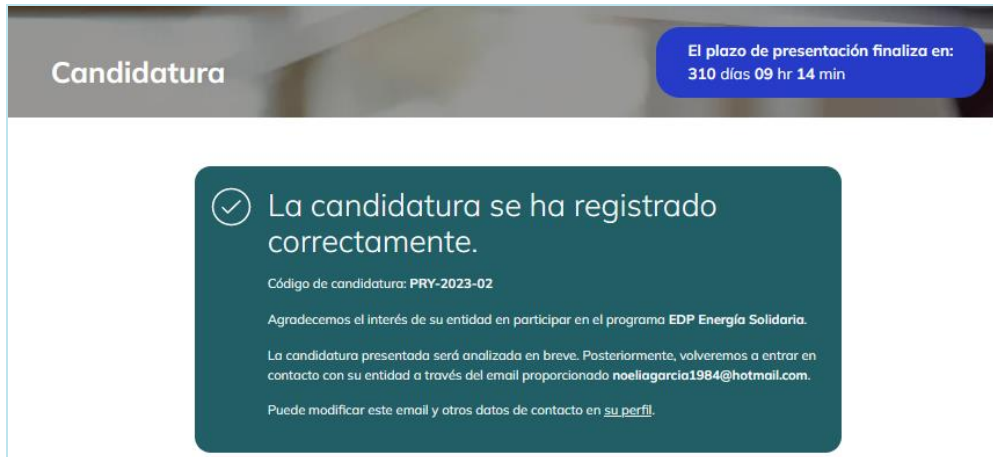 Candidatura
El plazo de presentación finaliza en:
310 días 09 hr 14 min
La candidatura se ha registrado
correctamente.
Código de candidatura: PRY-2023-02
Agradecemos el interés de su entidad en participar en el programa EDP Energía Solidaria.
La candidatura presentada será analizada en breve. Posteriormente, volveremos a entrar en
contacto con su entidad a través del email proporcionado noeliagarcia1984@hotmail.com.
Puede modificar este email y otros datos de contacto en su perfil.